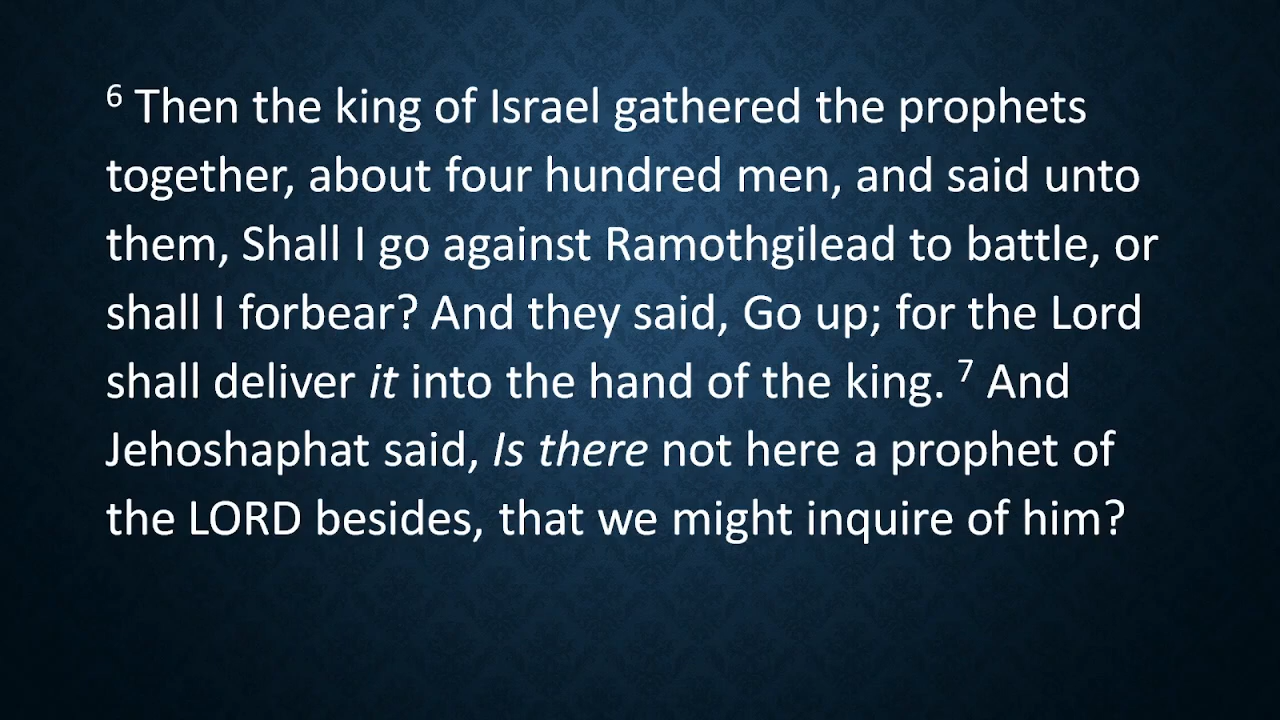 6 Then the king of Israel gathered the prophets
together, about four hundred men, and said unto
them, Shall I go against Ramothgilead to battle, or
shall I forbear? And they said, Go up; for the Lord
shall deliver it into the hand of the king. 7 And
Jehoshaphat said, Is there not here a prophet of
the LORD besides, that we might inquire of him?